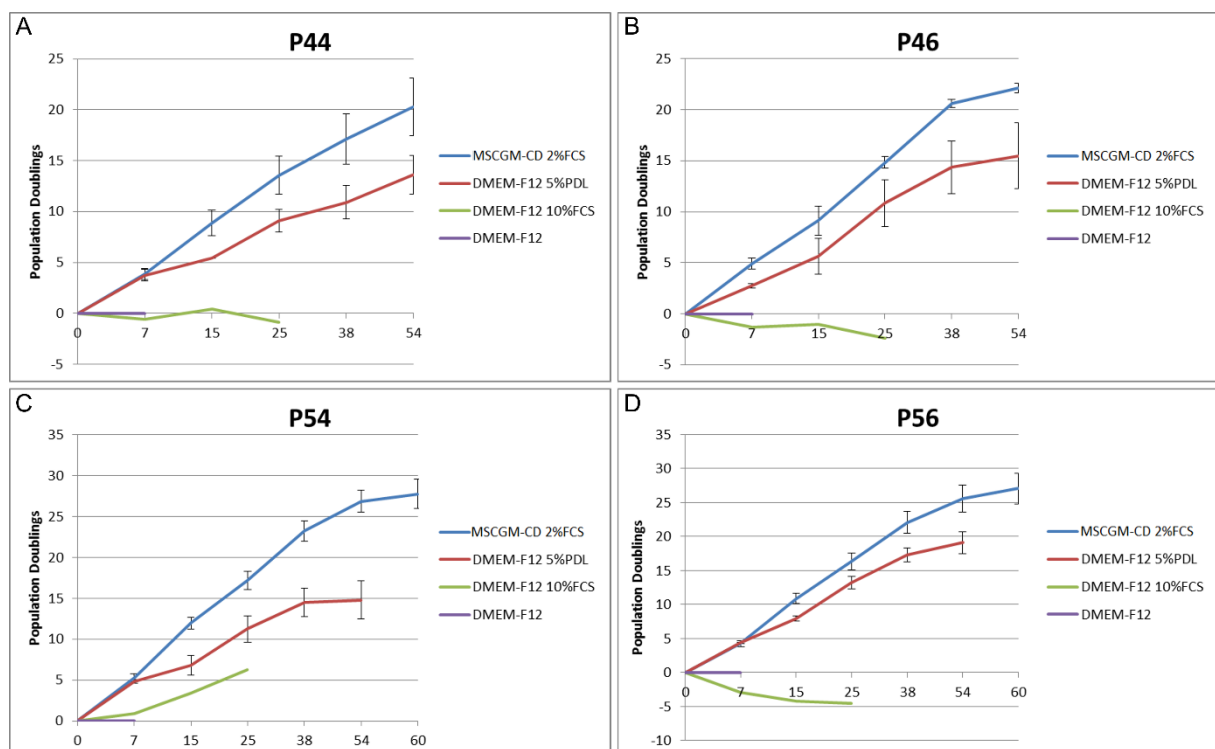 A
P44
25
20
15
10
5
0
-5
Population Doublings
0 7 15 25 38 54
MSCGM-CD 2%FCS
DMEM-F12 5%PDL
DMEM-F12 10%FCS
DMEM-F12
B
P46
25
20
15
10
5
0
-5
Population Doublings
0 7 15 25 38 54
MSCGM-CD 2%FCS
DMEM-F12 5%PDL
DMEM-F12 10%FCS
DMEM-F12
C
P54
35
30
25
20
15
10
5
0
Population Doublings
0 7 15 25 38 54 60
MSCGM-CD 2%FCS
DMEM-F12 5%PDL
DMEM-F12 10%FCS
DMEM-F12
D
P56
35
30
25
20
15
10
5
0
-5
-10
Population Doublings
0 7 15 25 38 54 60
MSCGM-CD 2%FCS
DMEM-F12 5%PDL
DMEM-F12 10%FCS
DMEM-F12